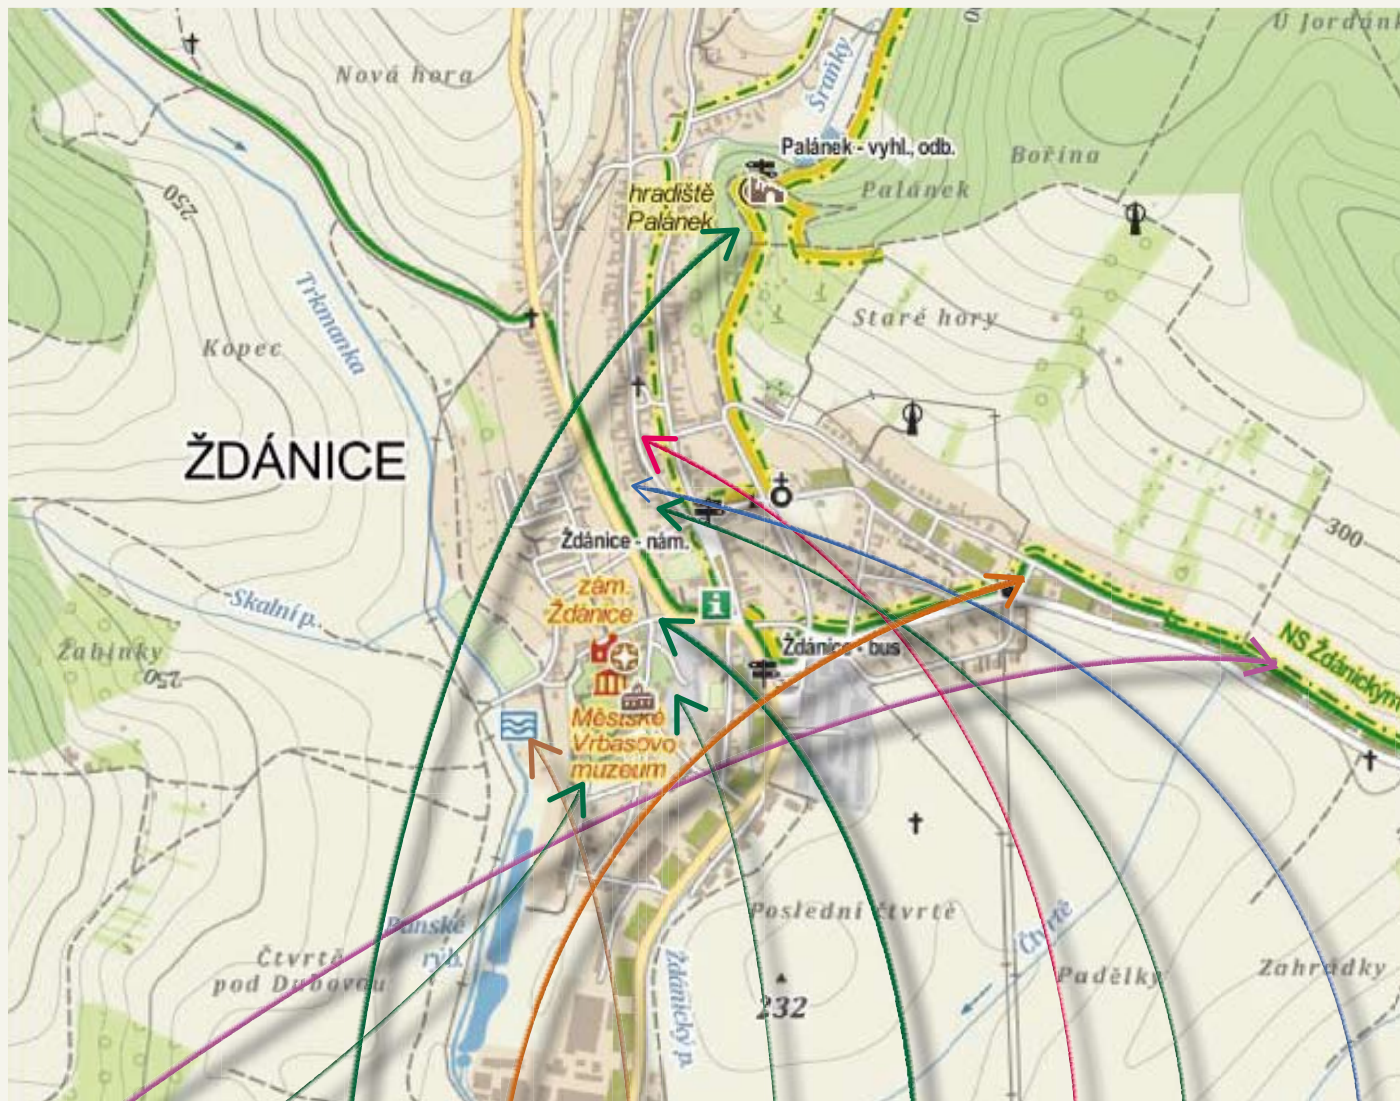 U Jordánk
Nová hora
Šraňky
Palánek - vyhl., odb.
Bořina
Palánek
hradiště
Palánek
250
Trkmanka
Staré hory
Kopec
ŽDÁNICE
300
Ždánice - nám.
zám.
Ždánice
Skalní p.
Žabinky
250
Ždánice - bus
NS Ždánickým
Městské
Vrbasovo
muzeum
Panské
ryb.
Poslední čtvrtě
Čtvrtě
Čtvrtě
pod Dubovou
Ždánický p.
Padělky
Zahrádky
232